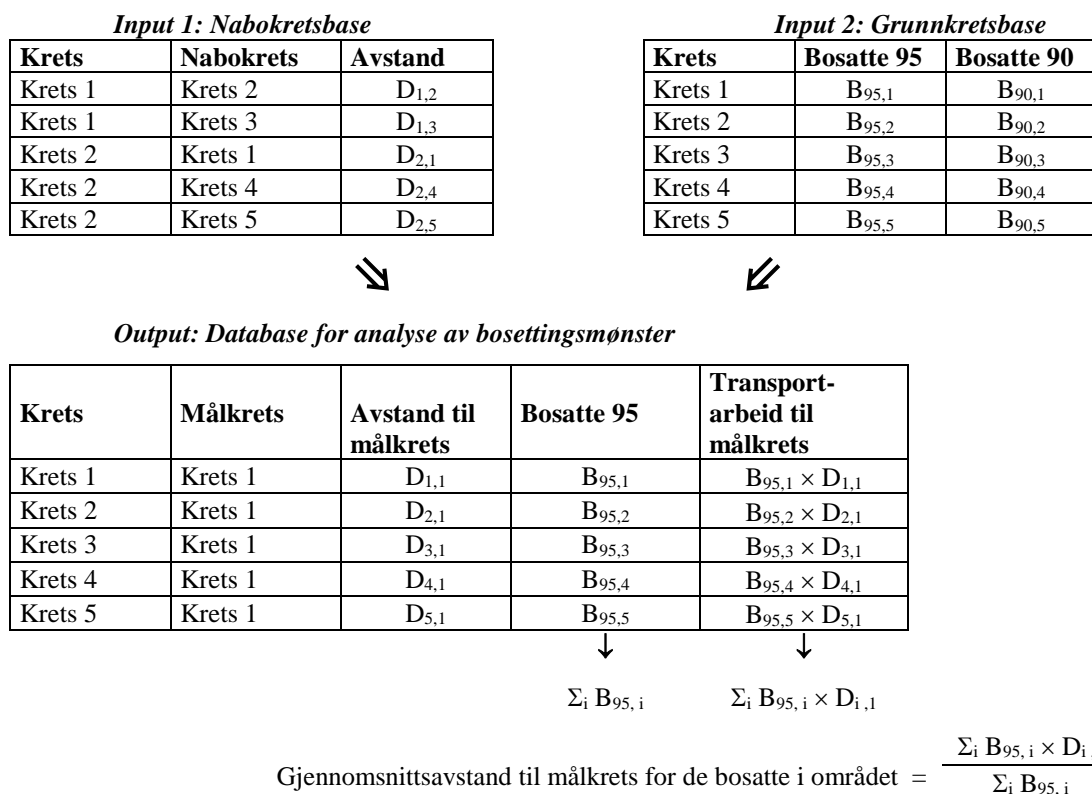 Input 1: Nabokretsbase
Krets Nabokrets Avstand
Krets 1 Krets 2 D1,2
Krets 1 Krets 3 D1,3
Krets 2 Krets 1 D2,1
Krets 2 Krets 4 D2,4
Krets 2 Krets 5 D2,5
Input 2: Grunnkretsbase
Krets Bosatte 95 Bosatte 90
Krets 1 B95,1 B90,1
Krets 2 B95,2 B90,2
Krets 3 B95,3 B90,3
Krets 4 B95,4 B90,4
Krets 5 B95,5 B90,5
⇘ ⇙
Output: Database for analyse av bosettingsmønster
Krets Målkrets Avstand til målkrets Bosatte 95 Transport-arbeid til målkrets
Krets 1 Krets 1 D1,1 B95,1 B95,1 × D1,1
Krets 2 Krets 1 D2,1 B95,2 B95,2 × D2,1
Krets 3 Krets 1 D3,1 B95,3 B95,3 × D3,1
Krets 4 Krets 1 D4,1 B95,4 B95,4 × D4,1
Krets 5 Krets 1 D5,1 B95,5 B95,5 × D5,1
↓ ↓
Σi B95, i Σi B95, i × Di ,1
Σi B95, i × Di
Gjennomsnittsavstand til målkrets for de bosatte i området =
Σi B95, i